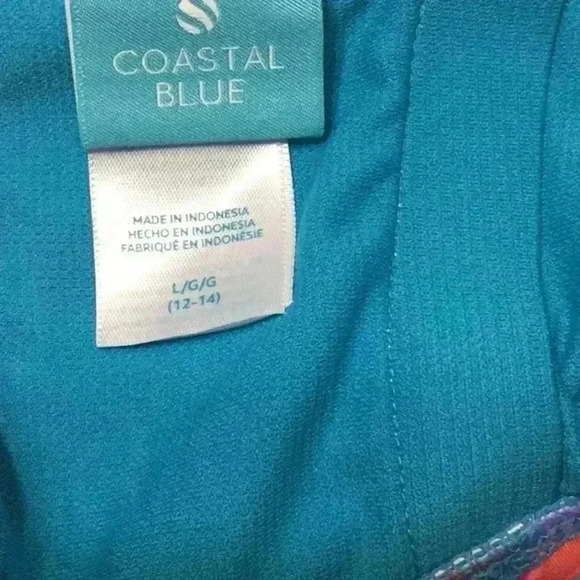 COASTAL
BLUE
MADE IN INDONESIA
HECHO EN INDONESIA
FABRIQUÉ EN INDONÉSIE
L/G/G
(12-14)